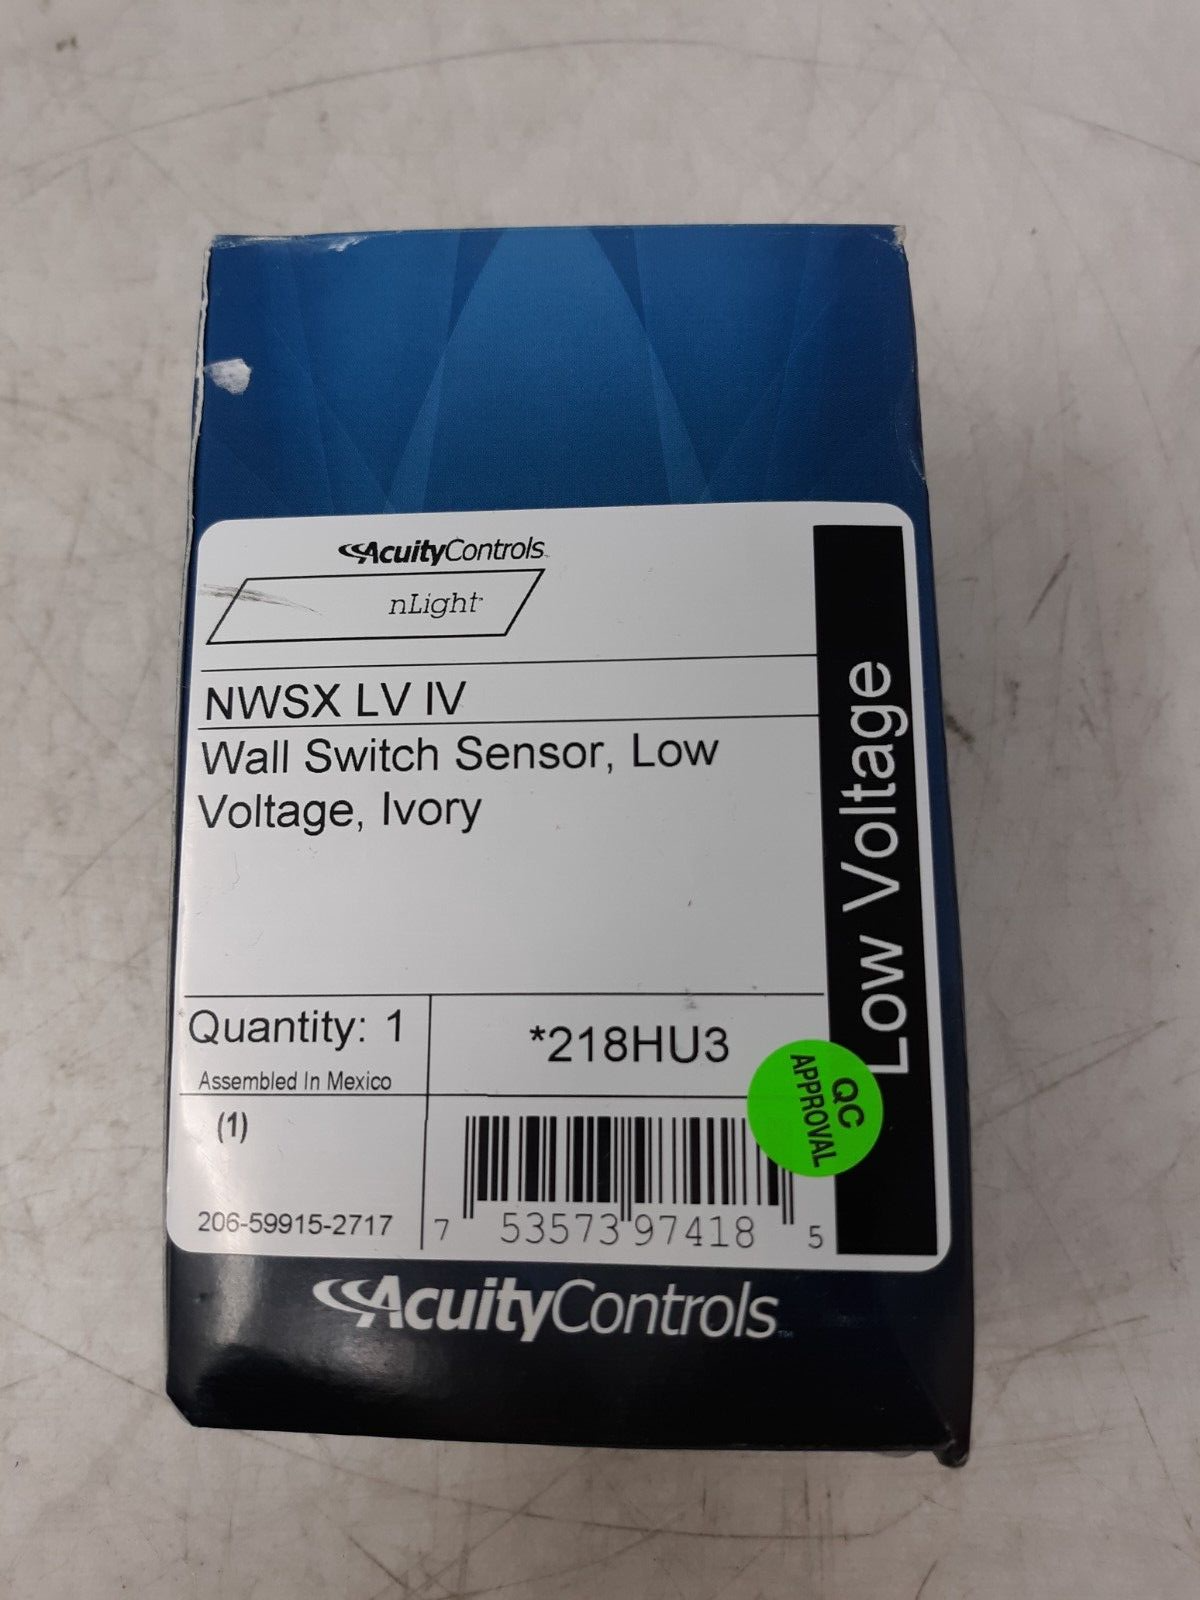 AcuityControls
nLight
NWSX LV IV
Wall Switch Sensor, Low
Voltage, Ivory
Low Voltage
Quantity: 1
Assembled In Mexico
*218HU3
QC
APPROVAL
(1)
206-59915-2717
7 53573 97418 5
AcuityControls™